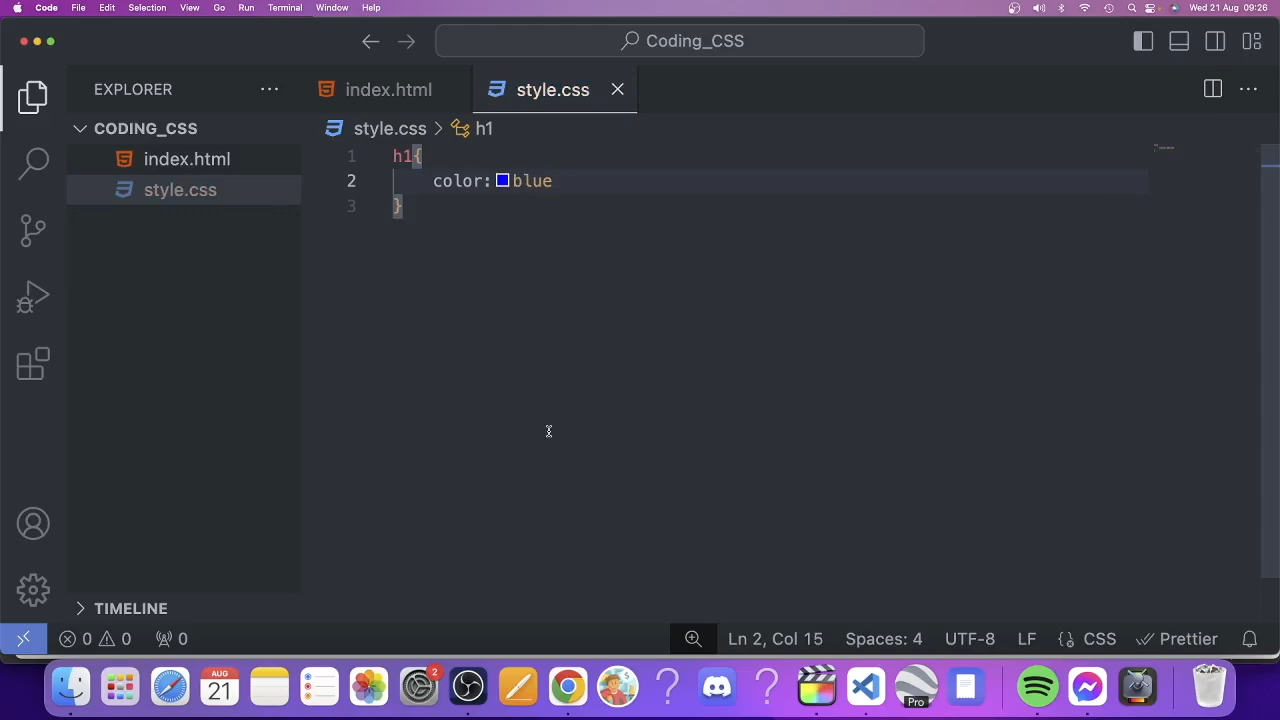 Code File Edit Selection View Go Run Terminal Window Help Wed 21 Aug 09:26
Coding_CSS
EXPLORER index.html style.css
CODING_CSS style.css > h1
index.html
style.css
1 h1{
2 color: blue
3 }
TIMELINE
0 0 0 Ln 2, Col 15 Spaces: 4 UTF-8 LF {} CSS Prettier
AUG
21
2
$
Pro